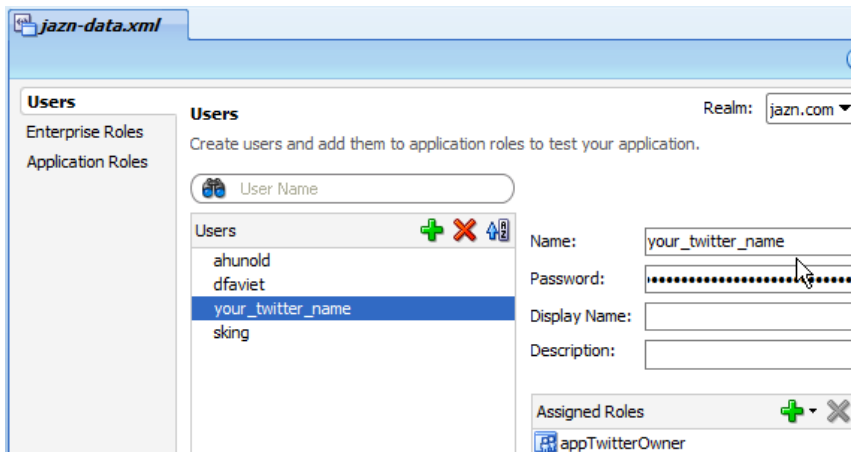 jazn-data.xml
Users
Enterprise Roles
Application Roles
Users
Realm: jazn.com
Create users and add them to application roles to test your application.
User Name
Users
ahunold
dfaviet
your_twitter_name
sking
Name: your_twitter_name
Password: 
Display Name:
Description:
Assigned Roles
appTwitterOwner